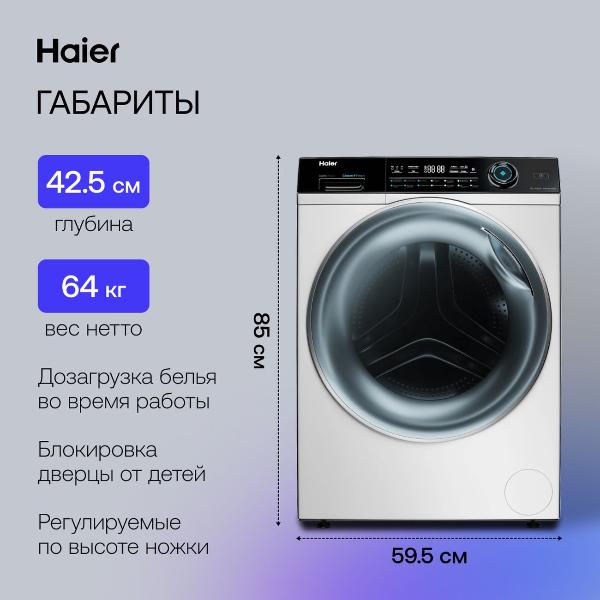 Haier
ГАБАРИТЫ
42.5 см
глубина
64 кг
вес нетто
Дозагрузка белья
во время работы
Блокировка
дверцы от детей
Регулируемые
по высоте ножки
85 см
Haier
59.5 см